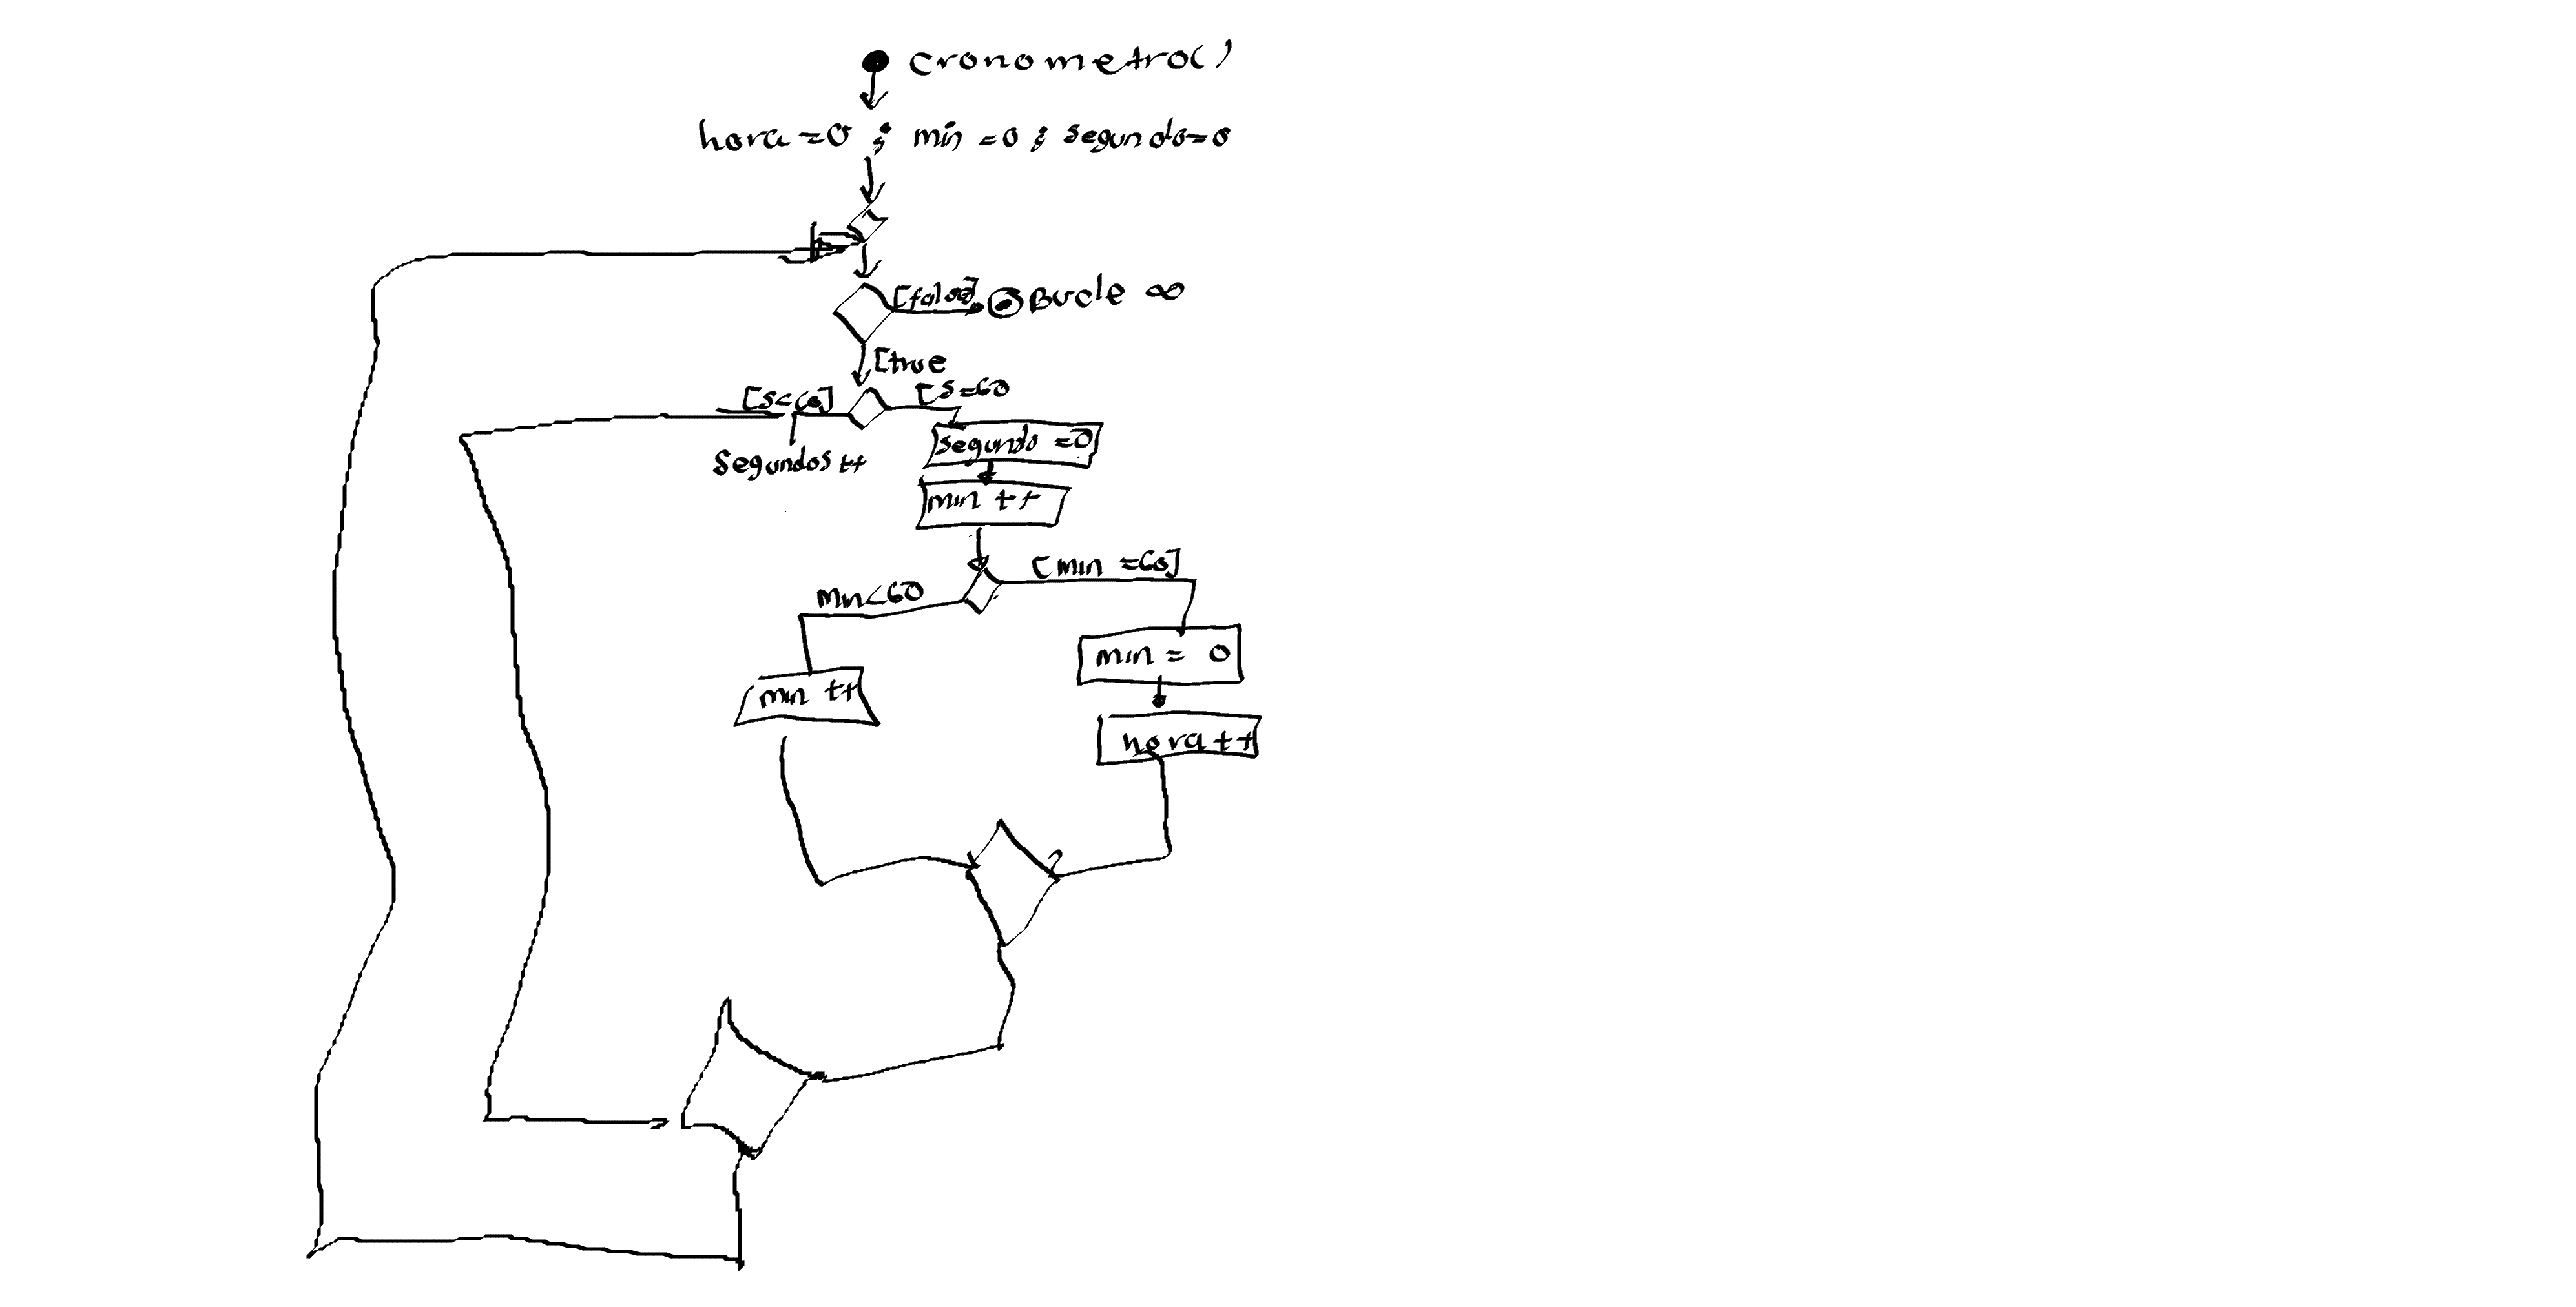 cronometro()
hora=0 ; min =0 ; segundo=0
[false] Bucle ∞
[true
[s<60] [s=60
segundo =0
segundos ++
min ++
[min =60]
min<60
min = 0
min ++
hora++